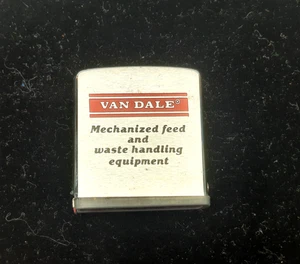 VAN DALE®
Mechanized feed
and
waste handling
equipment